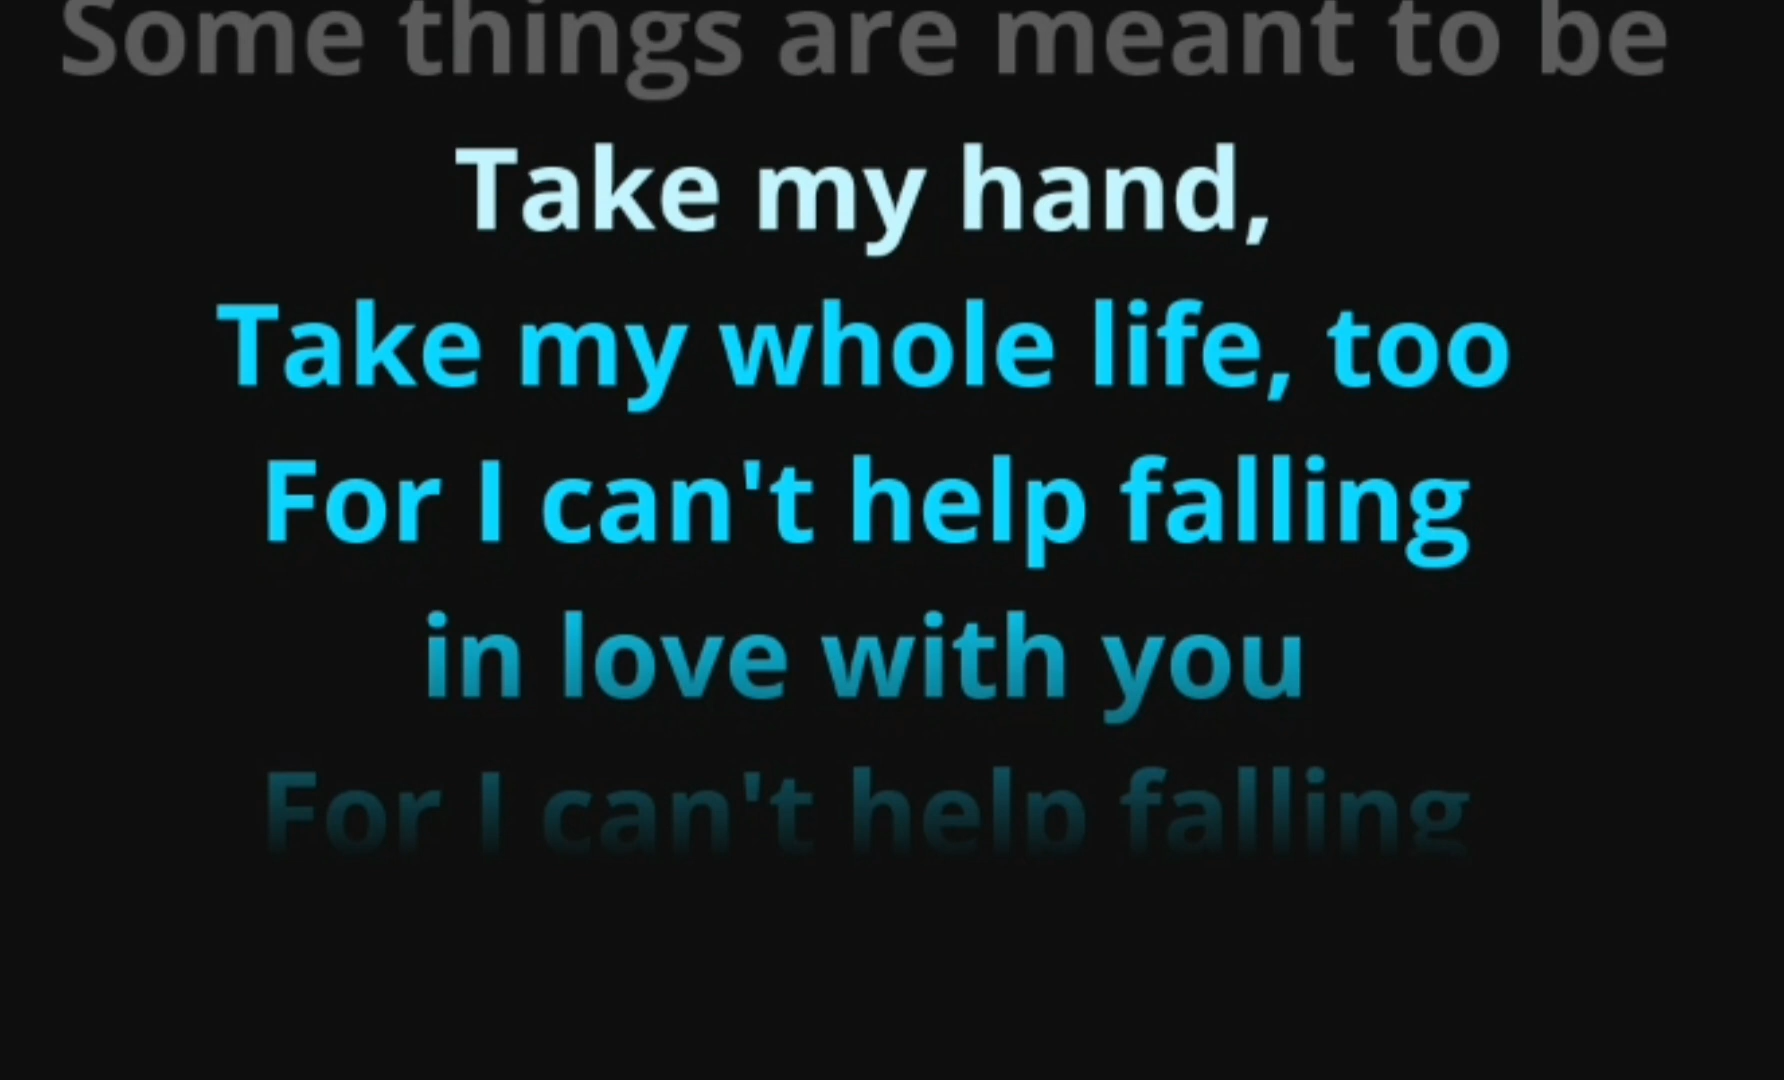 Some things are meant to be
Take my hand,
Take my whole life, too
For I can't help falling
in love with you
For I can't help falling